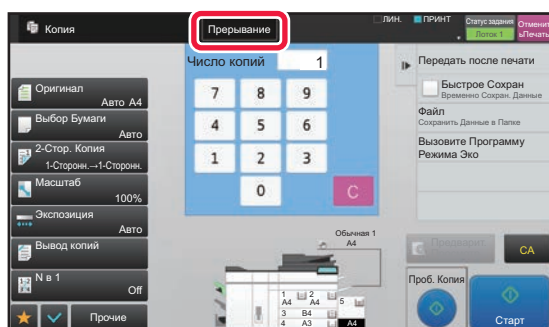 Копия
Прерывание
ЛИН.
ПРИНТ
Статус задания
Лоток 1
Отменит
ьПечать
Число копий
1
Оригинал
Авто A4
Выбор Бумаги
Авто
2-Стор. Копия
1-Сторонн.→1-Сторонн.
Масштаб
100%
Экспозиция
Авто
Вывод копий
N в 1
Off
Прочие
7 8 9
4 5 6
1 2 3
0 C
Обычная 1
A4
1 A4
2 A4
3 B4
4 A3
5
A4
Передать после печати
Быстрое Сохран
Временно Сохран. Данные
Файл
Сохранить Данные в Папке
Вызовите Программу
Режима Эко
Предварит.
CA
Проб. Копия
Старт